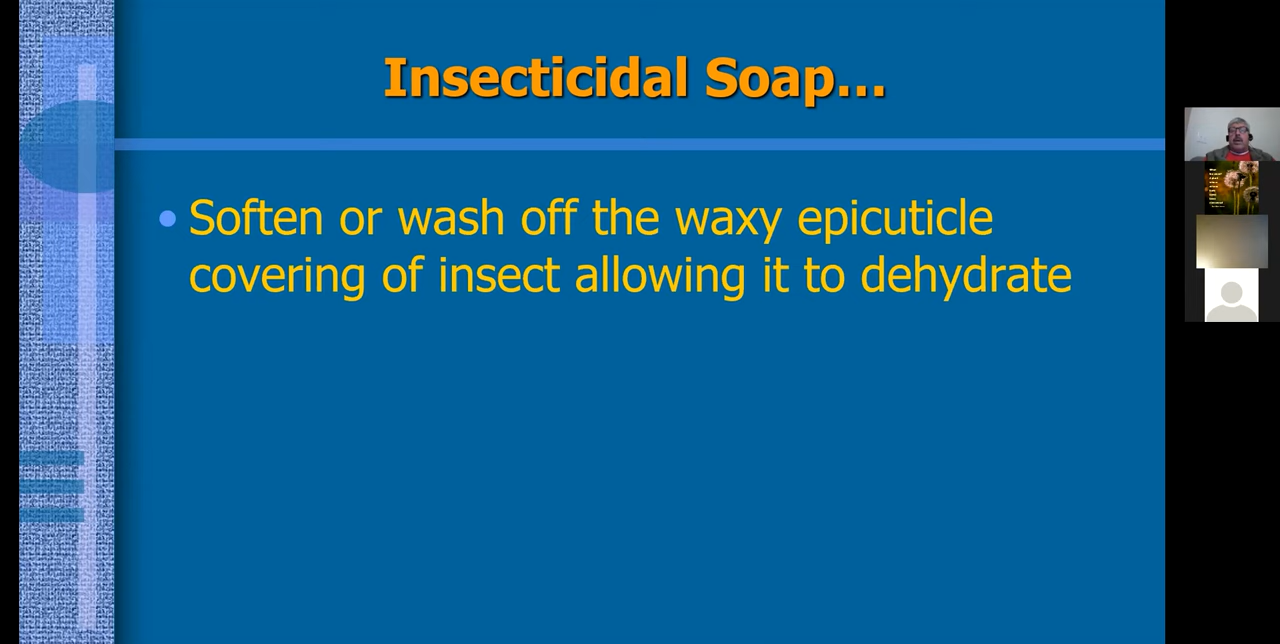 Insecticidal Soap...
• Soften or wash off the waxy epicuticle
covering of insect allowing it to dehydrate